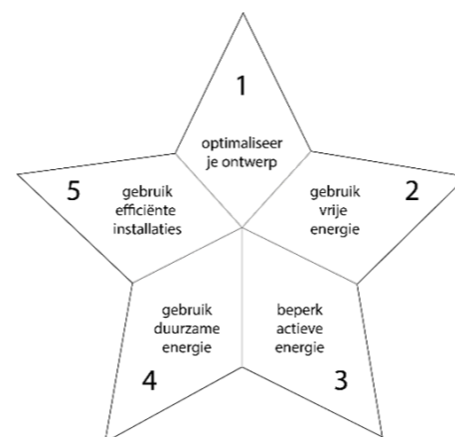 1
optimaliseer
je ontwerp
2
gebruik
vrije
energie
3
beperk
actieve
energie
4
gebruik
duurzame
energie
5
gebruik
efficiënte
installaties